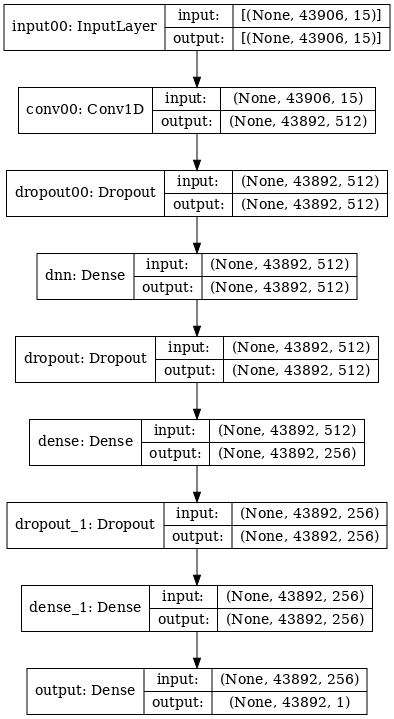 input00: InputLayer
input: [(None, 43906, 15)]
output: [(None, 43906, 15)]
conv00: Conv1D
input: (None, 43906, 15)
output: (None, 43892, 512)
dropout00: Dropout
input: (None, 43892, 512)
output: (None, 43892, 512)
dnn: Dense
input: (None, 43892, 512)
output: (None, 43892, 512)
dropout: Dropout
input: (None, 43892, 512)
output: (None, 43892, 512)
dense: Dense
input: (None, 43892, 512)
output: (None, 43892, 256)
dropout_1: Dropout
input: (None, 43892, 256)
output: (None, 43892, 256)
dense_1: Dense
input: (None, 43892, 256)
output: (None, 43892, 256)
output: Dense
input: (None, 43892, 256)
output: (None, 43892, 1)